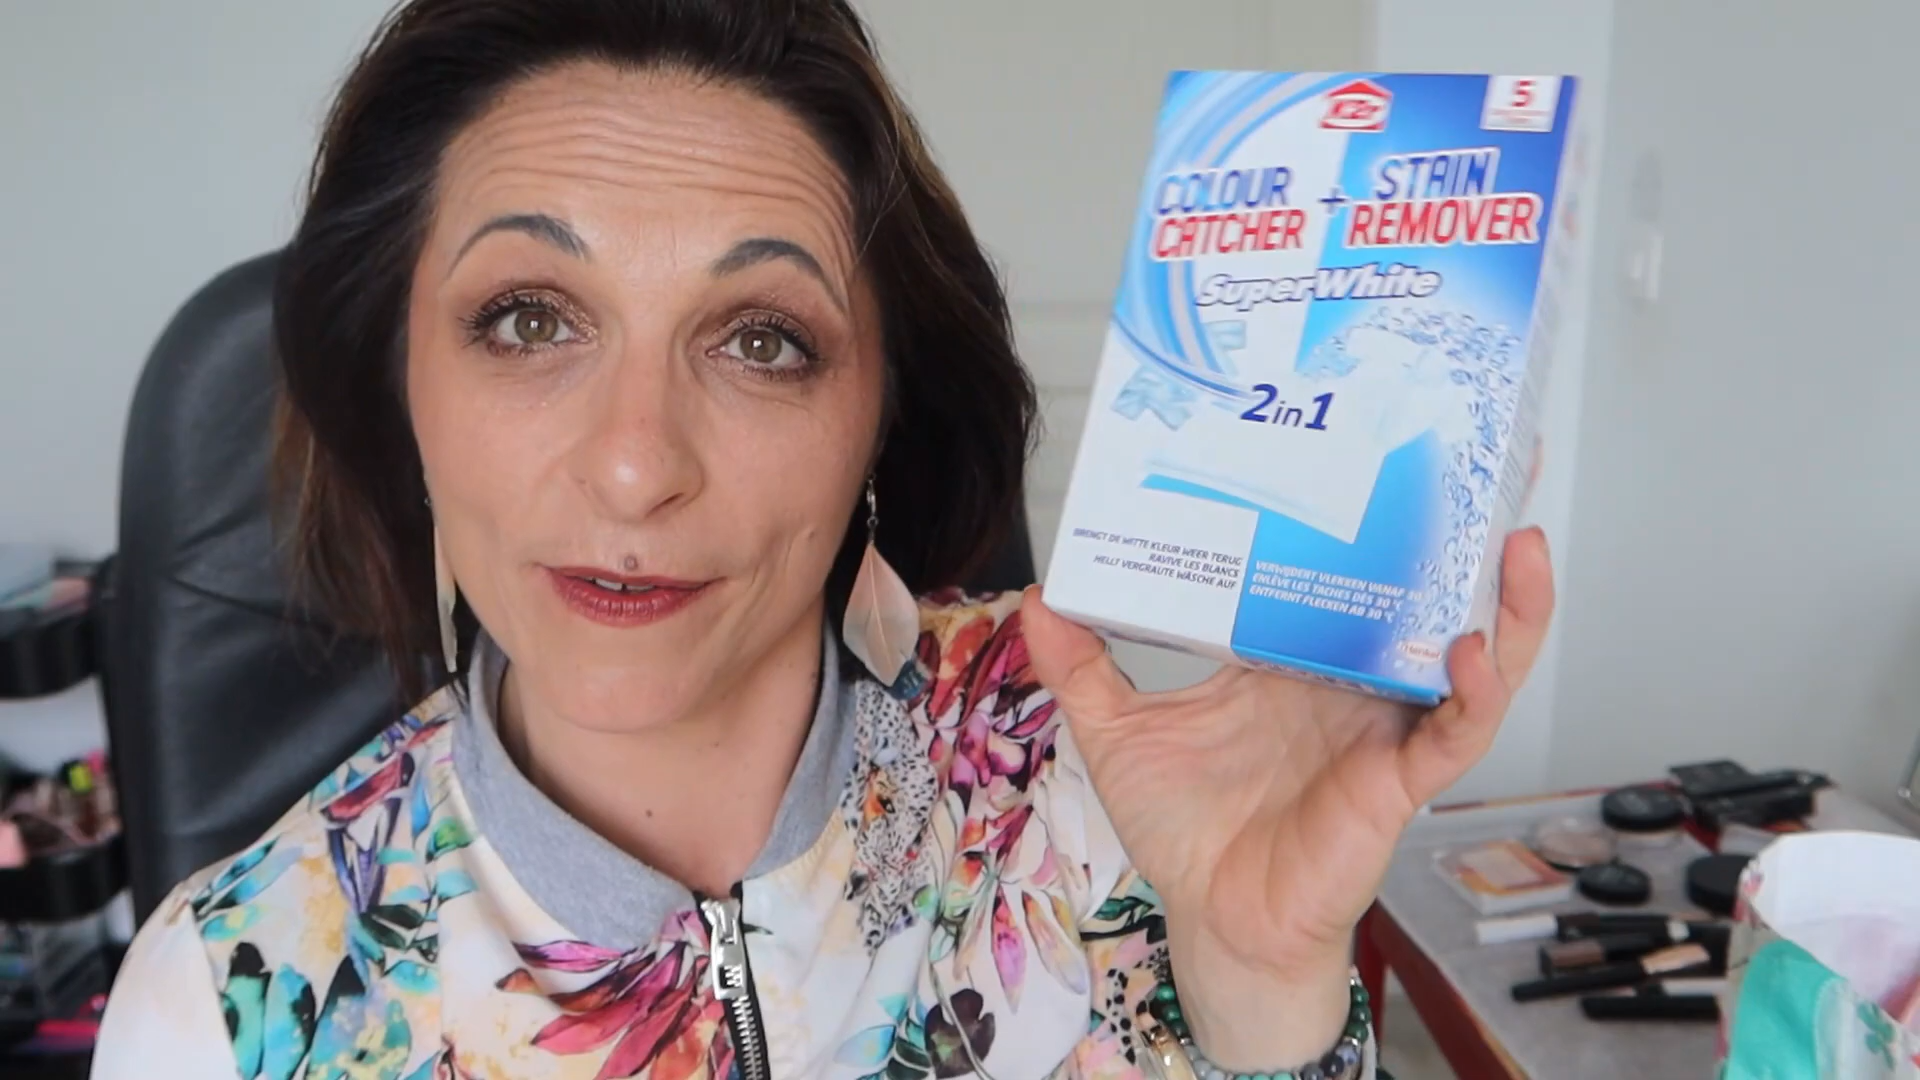 K2r
5
COLOUR
CATCHER
+
STAIN
REMOVER
SuperWhite
2in1
BRENGT DE WITTE KLEUR WEER TERUG
RAVIVE LES BLANCS
HELLT VERGRAUTE WÄSCHE AUF
VERWIJDERT VLEKKEN VANAF 30
ENLÈVE LES TACHES DÈS 30 °C
ENTFERNT FLECKEN AB 30 °C
Henkel